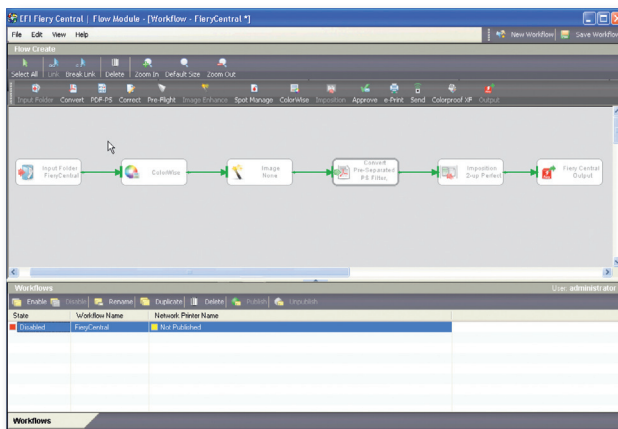 EFI Fiery Central | Flow Module - [Workflow - FieryCentral *]
File Edit View Help
New Workflow Save Workflow
Flow Create
Select All Link Break Link Delete Zoom In Default Size Zoom Out
Input Folder Convert PDF-PS Correct Pre-Flight Image Enhance Spot Manage ColorWise Imposition Approve e-Print Send Colorproof XF Output
Input Folder
FieryCentral
ColorWise
Image
None
Convert
Pre-Separated
PS Filter,
Imposition
2-up Perfect
Fiery Central
Output
Workflows User: administrator
Enable Disable Rename Duplicate Delete Publish Unpublish
State Workflow Name Network Printer Name
Disabled FieryCentral Not Published
Workflows